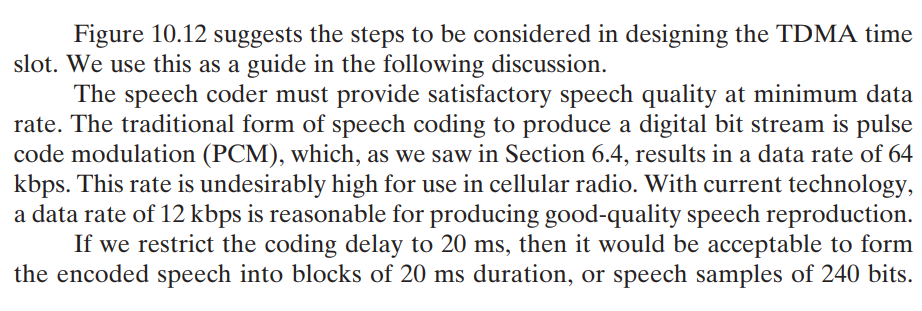 Figure 10.12 suggests the steps to be considered in designing the TDMA time
slot. We use this as a guide in the following discussion.
The speech coder must provide satisfactory speech quality at minimum data
rate. The traditional form of speech coding to produce a digital bit stream is pulse
code modulation (PCM), which, as we saw in Section 6.4, results in a data rate of 64
kbps. This rate is undesirably high for use in cellular radio. With current technology,
a data rate of 12 kbps is reasonable for producing good-quality speech reproduction.
If we restrict the coding delay to 20 ms, then it would be acceptable to form
the encoded speech into blocks of 20 ms duration, or speech samples of 240 bits.